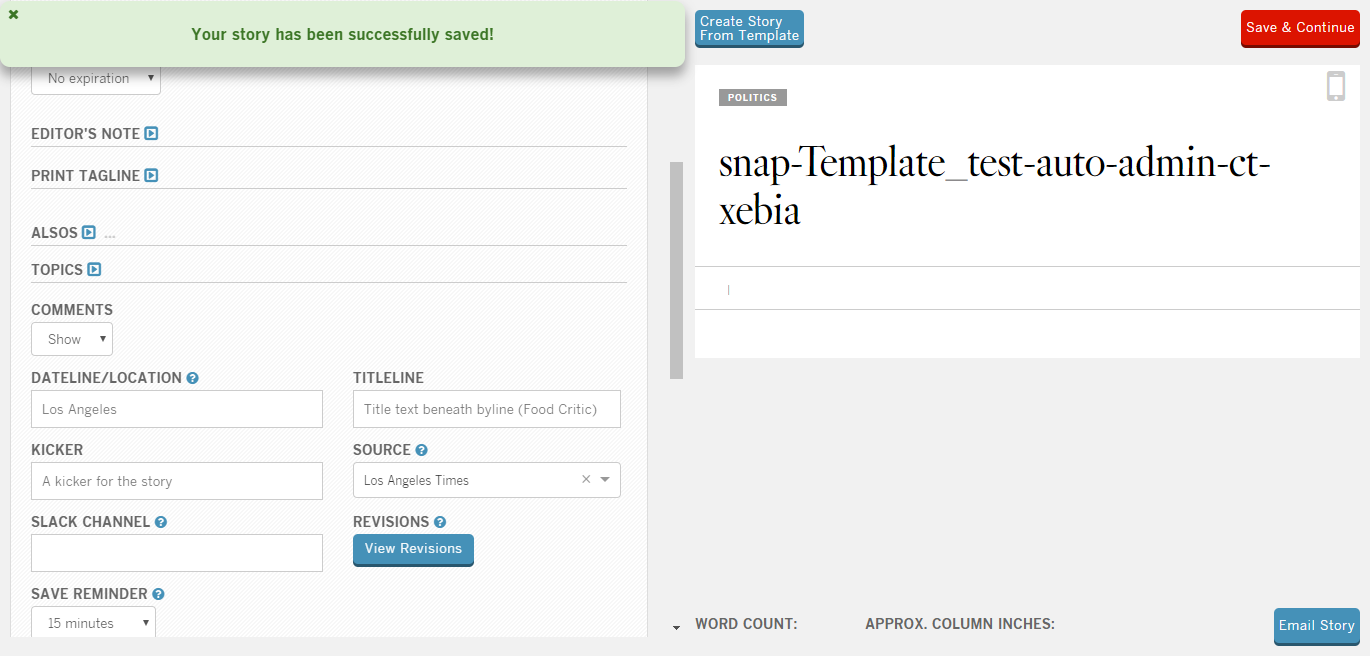 ✖
Your story has been successfully saved!
Create Story
From Template
Save & Continue
No expiration
EDITOR'S NOTE
PRINT TAGLINE
ALSOS ...
TOPICS
COMMENTS
Show
DATELINE/LOCATION ?
TITLELINE
Los Angeles
Title text beneath byline (Food Critic)
KICKER
SOURCE ?
A kicker for the story
Los Angeles Times ×
SLACK CHANNEL ?
REVISIONS ?
View Revisions
SAVE REMINDER ?
15 minutes
POLITICS
snap-Template_test-auto-admin-ct-
xebia
|
WORD COUNT:
APPROX. COLUMN INCHES:
Email Story